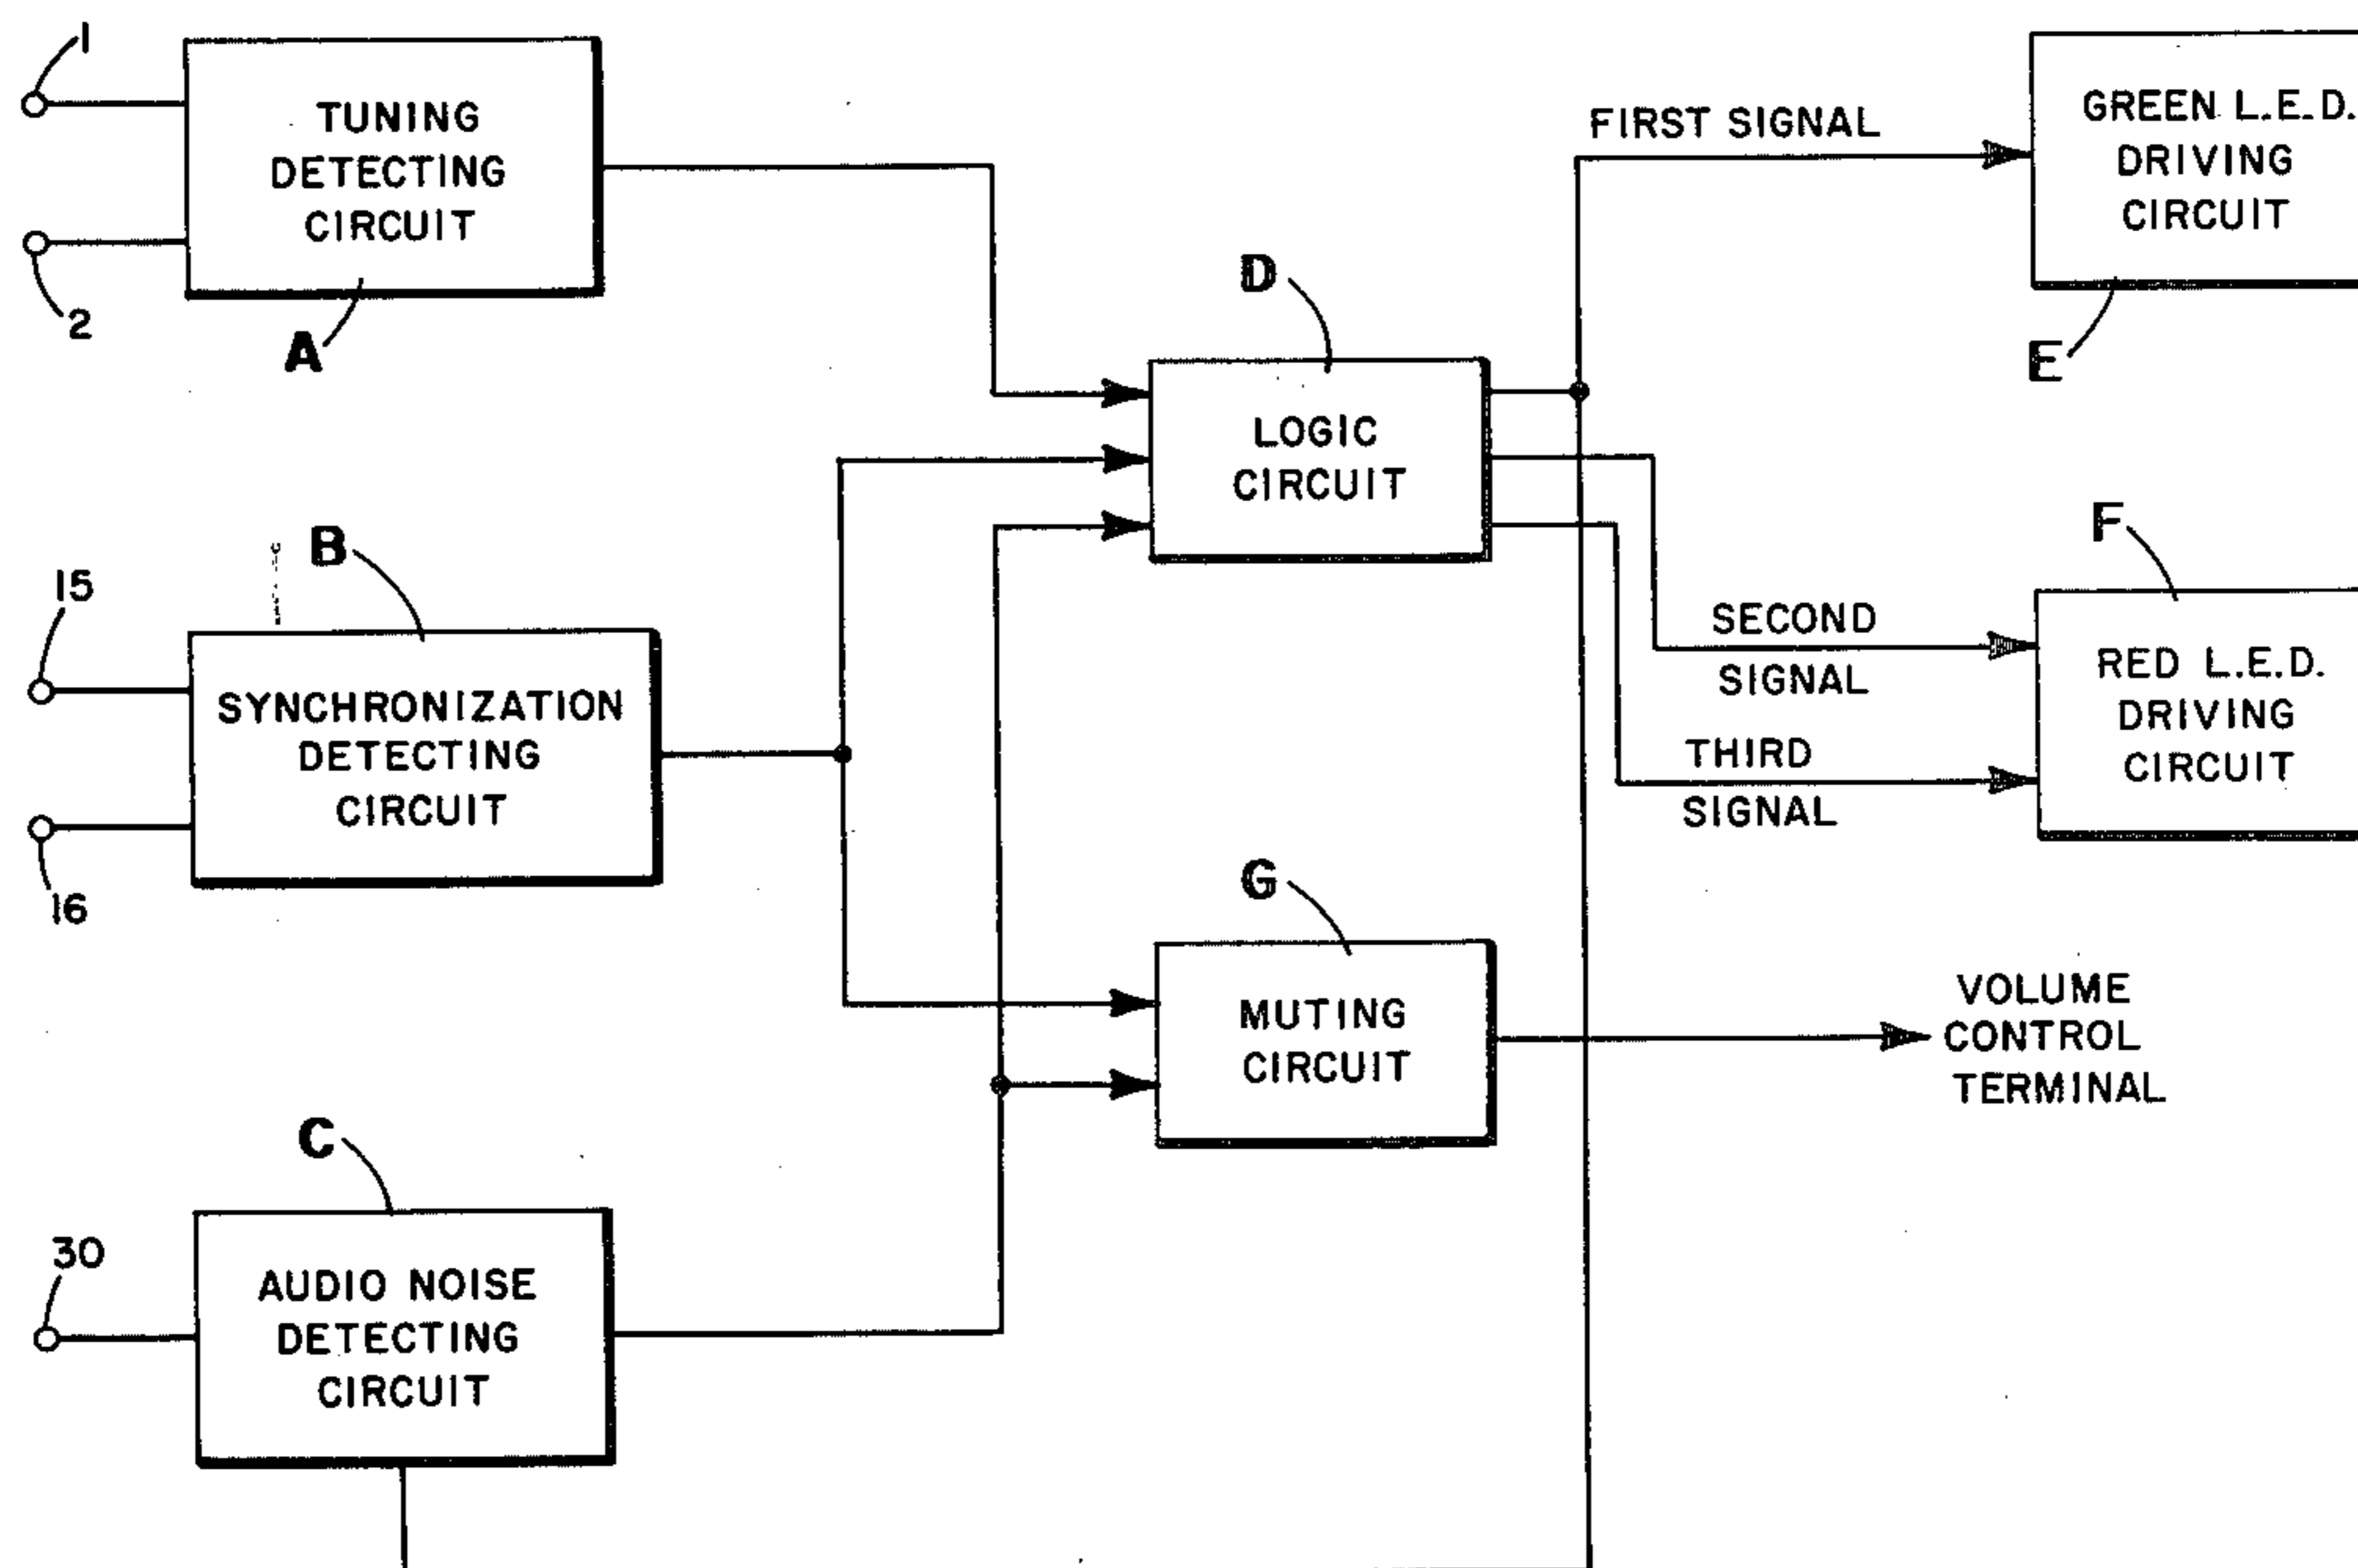 1
TUNING
DETECTING
CIRCUIT
2
A
FIRST SIGNAL
GREEN L.E.D.
DRIVING
CIRCUIT
E
D
LOGIC
CIRCUIT
15
B
SYNCHRONIZATION
DETECTING
CIRCUIT
16
SECOND
SIGNAL
THIRD
SIGNAL
F
RED L.E.D.
DRIVING
CIRCUIT
G
MUTING
CIRCUIT
VOLUME
CONTROL
TERMINAL
C
30
AUDIO NOISE
DETECTING
CIRCUIT